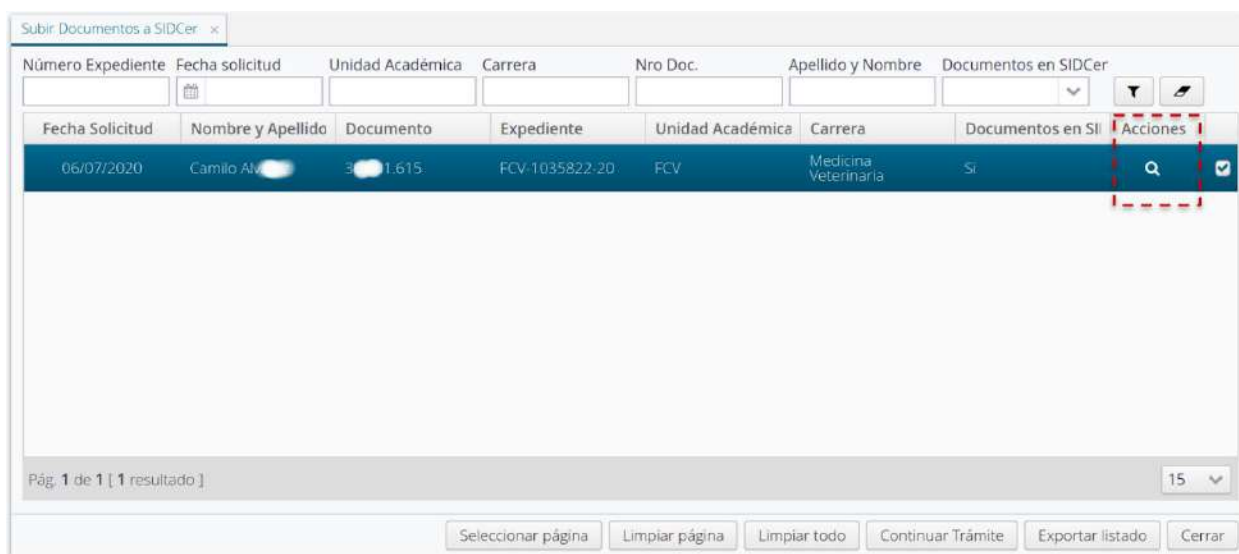 Subir Documentos a SIDCer ×
Número Expediente Fecha solicitud Unidad Académica Carrera Nro Doc. Apellido y Nombre Documentos en SIDCer
Fecha Solicitud Nombre y Apellido Documento Expediente Unidad Académica Carrera Documentos en SI Acciones
06/07/2020 Camilo 1.615 FCV-1035822-20 FCV Medicina Veterinaria Si
Pág. 1 de 1 [ 1 resultado ] 15
Seleccionar página Limpiar página Limpiar todo Continuar Trámite Exportar listado Cerrar